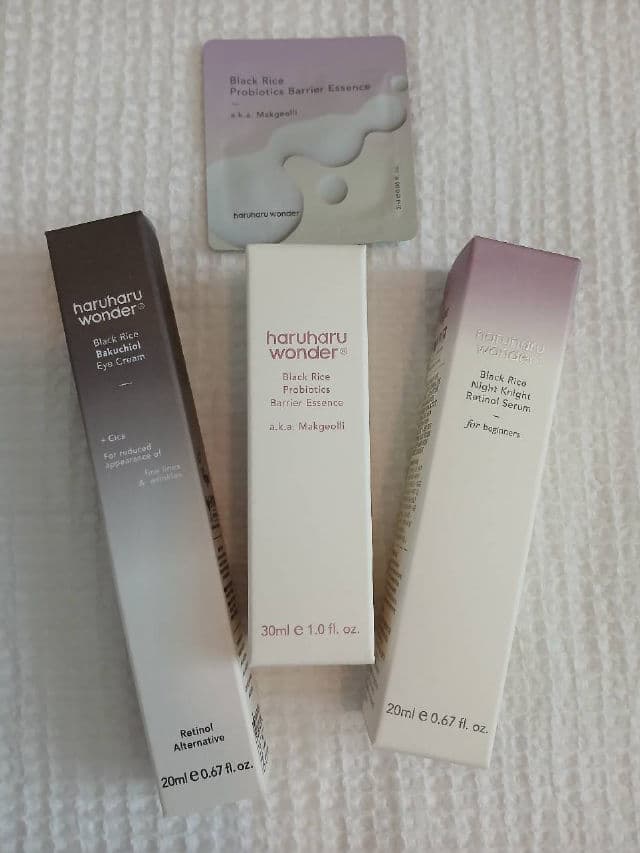 Black Rice
Probiotics Barrier Essence
a.k.a. Makgeolli
haruharu wonder
haruharu
wonder®
Black Rice
Bakuchiol
Eye Cream
+ Cica
For reduced
appearance of
fine lines
& wrinkles
Retinol
Alternative
20ml e 0.67 fl. oz.
haruharu
wonder®
Black Rice
Probiotics
Barrier Essence
a.k.a. Makgeolli
30ml e 1.0 fl. oz.
haruharu
wonder®
Black Rice
Night Knight
Retinol Serum
for beginners
20ml e 0.67 fl. oz.